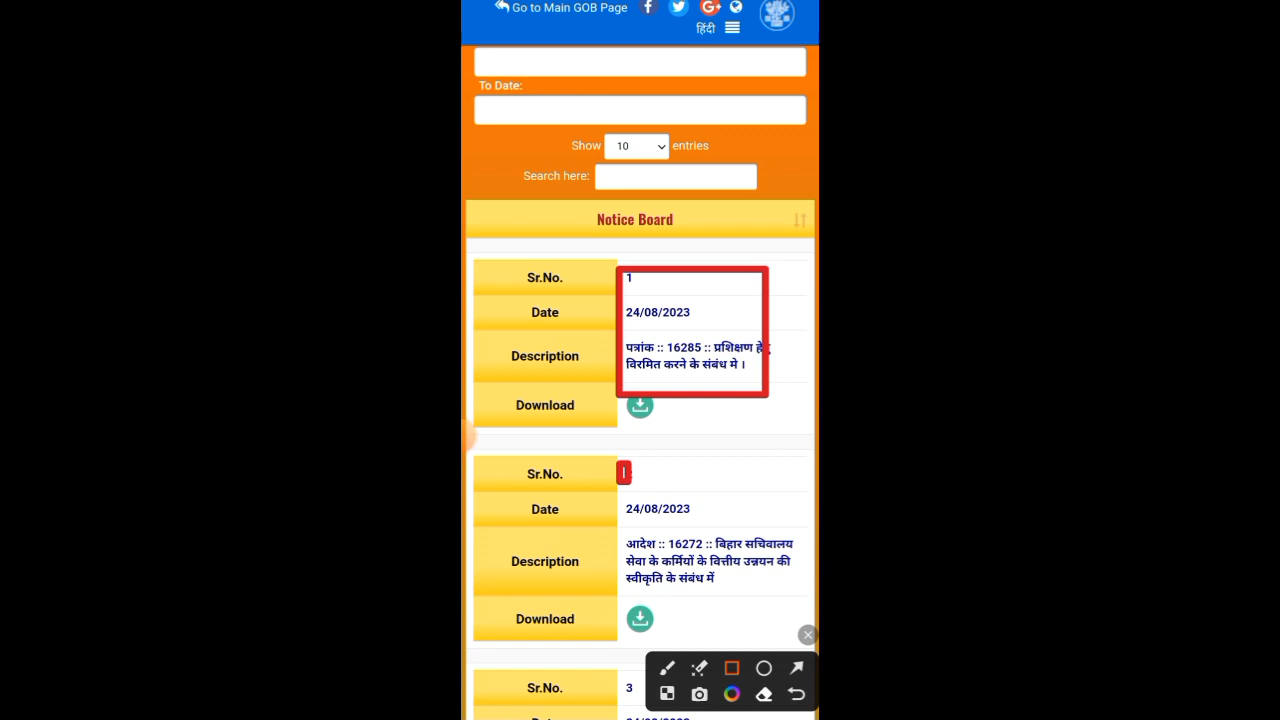 Go to Main GOB Page
हिंदी
To Date:
Show 10 entries
Search here:
Notice Board
Sr.No. 1
Date 24/08/2023
Description पत्रांक :: 16285 :: प्रशिक्षण हेतु
विरमित करने के संबंध मे ।
Download
Sr.No.
Date 24/08/2023
Description आदेश :: 16272 :: बिहार सचिवालय
सेवा के कर्मियों के वित्तीय उन्नयन की
स्वीकृति के संबंध में
Download
Sr.No. 3